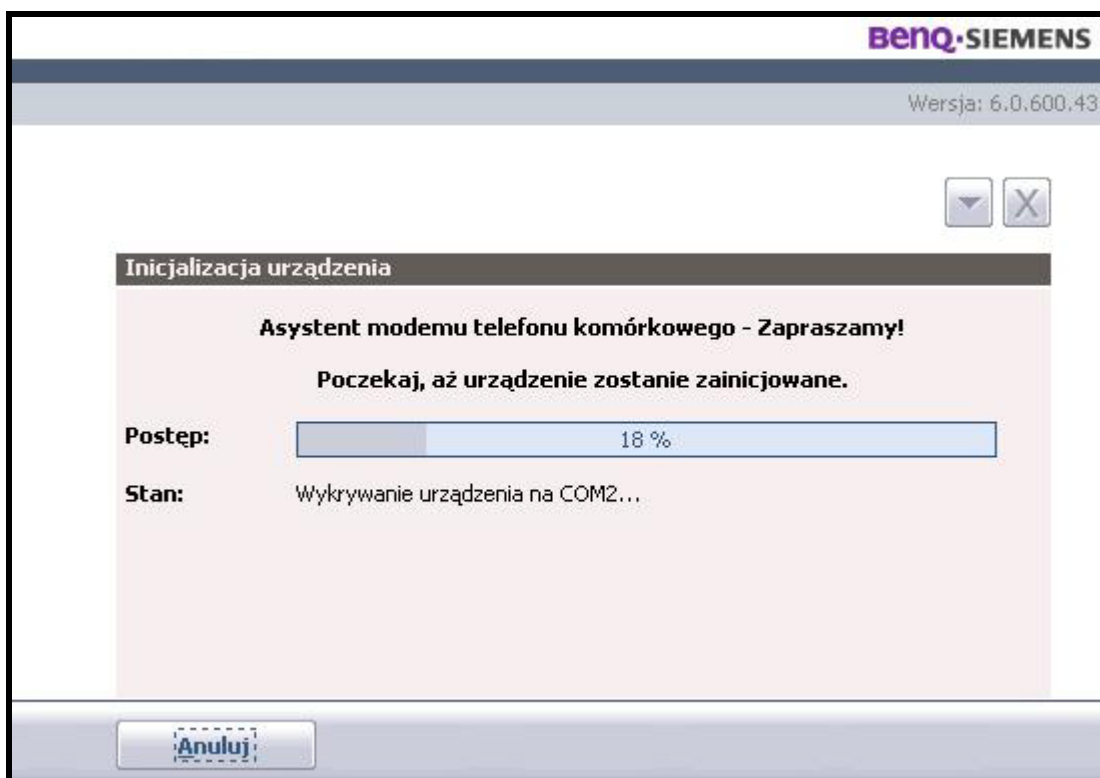 BenQ-SIEMENS
Wersja: 6.0.600.43
X
Inicjalizacja urządzenia
Asystent modemu telefonu komórkowego - Zapraszamy!
Poczekaj, aż urządzenie zostanie zainicjowane.
Postęp: 18 %
Stan: Wykrywanie urządzenia na COM2...
Anuluj